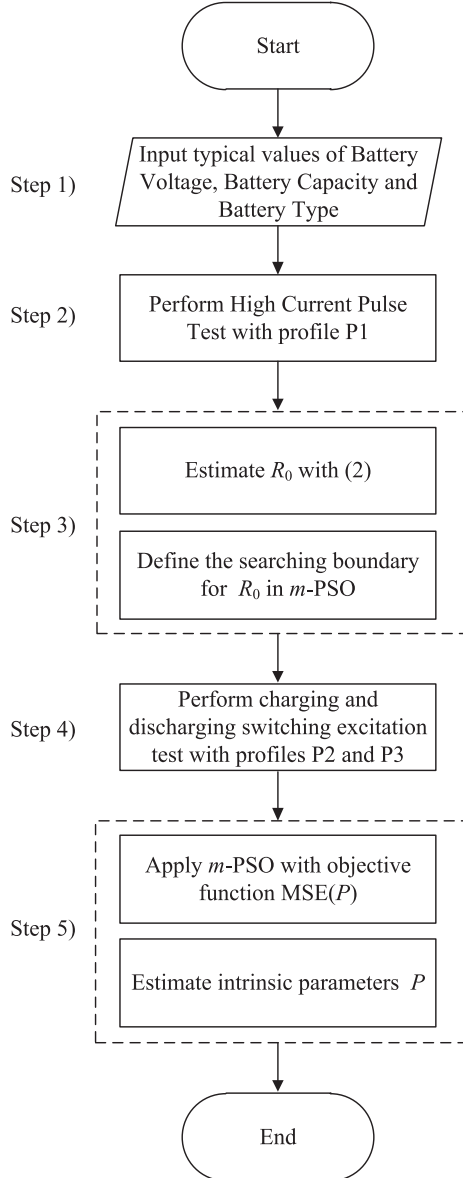 Start
Step 1)
Input typical values of Battery
Voltage, Battery Capacity and
Battery Type
Step 2)
Perform High Current Pulse
Test with profile P1
Step 3)
Estimate R0 with (2)
Define the searching boundary
for R0 in m-PSO
Step 4)
Perform charging and
discharging switching excitation
test with profiles P2 and P3
Step 5)
Apply m-PSO with objective
function MSE(P)
Estimate intrinsic parameters P
End